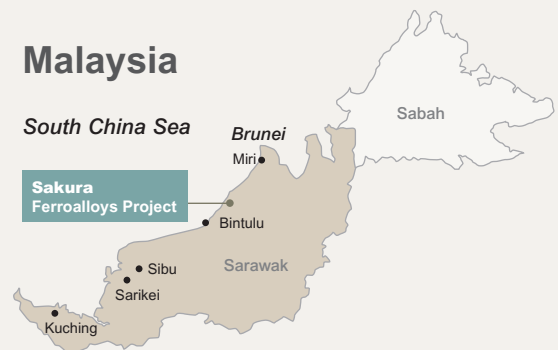 Malaysia
Sabah
South China Sea
Brunei
Miri
Sakura
Ferroalloys Project
Bintulu
Sibu
Sarawak
Sarikei
Kuching